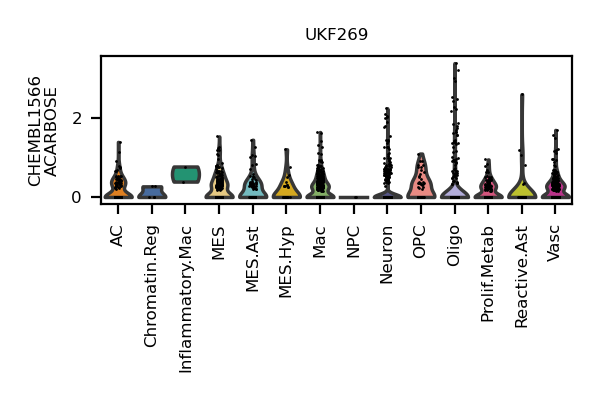 UKF269
CHEMBL1566
ACARBOSE
2
0
AC
Chromatin.Reg
Inflammatory.Mac
MES
MES.Ast
MES.Hyp
Mac
NPC
Neuron
OPC
Oligo
Prolif.Metab
Reactive.Ast
Vasc